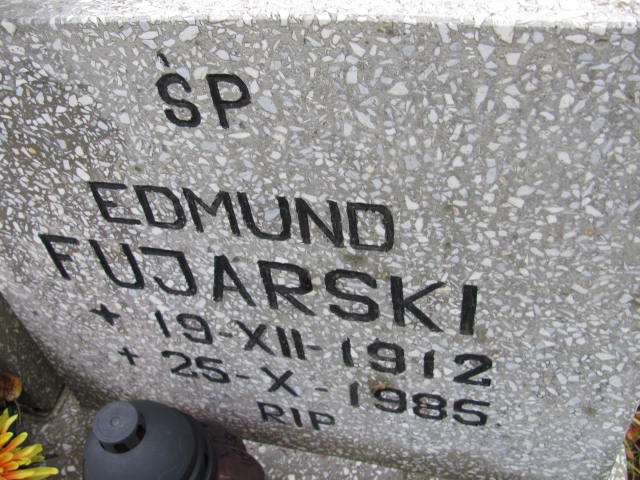 ŚP
EDMUND
FUJARSKI
+ 19-XII-1912
+ 25-X-1985.
RIP